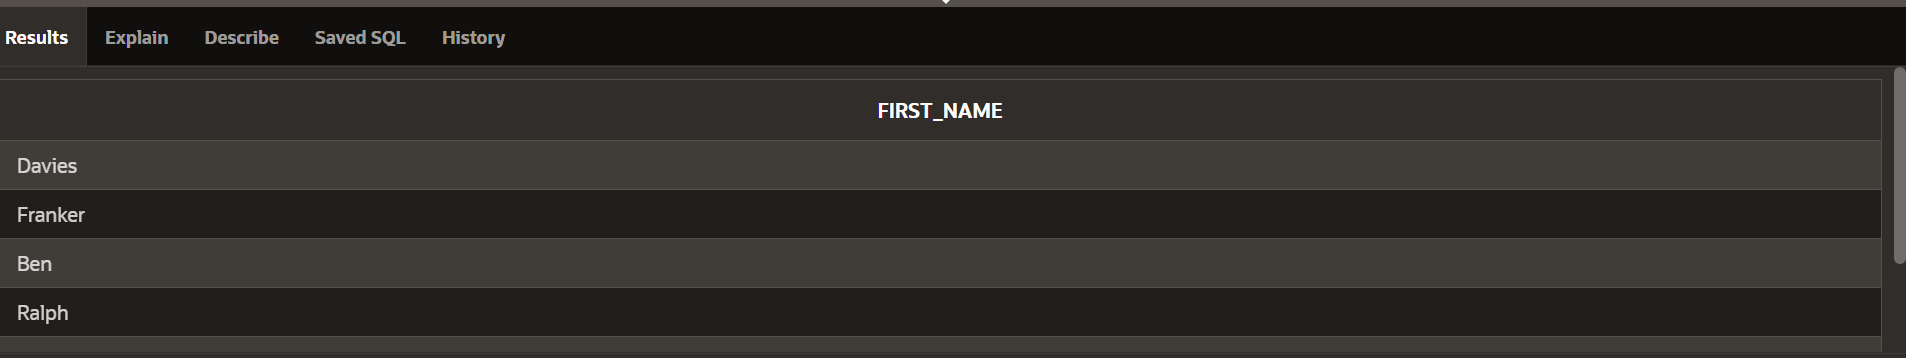 Results Explain Describe Saved SQL History
FIRST_NAME
Davies
Franker
Ben
Ralph